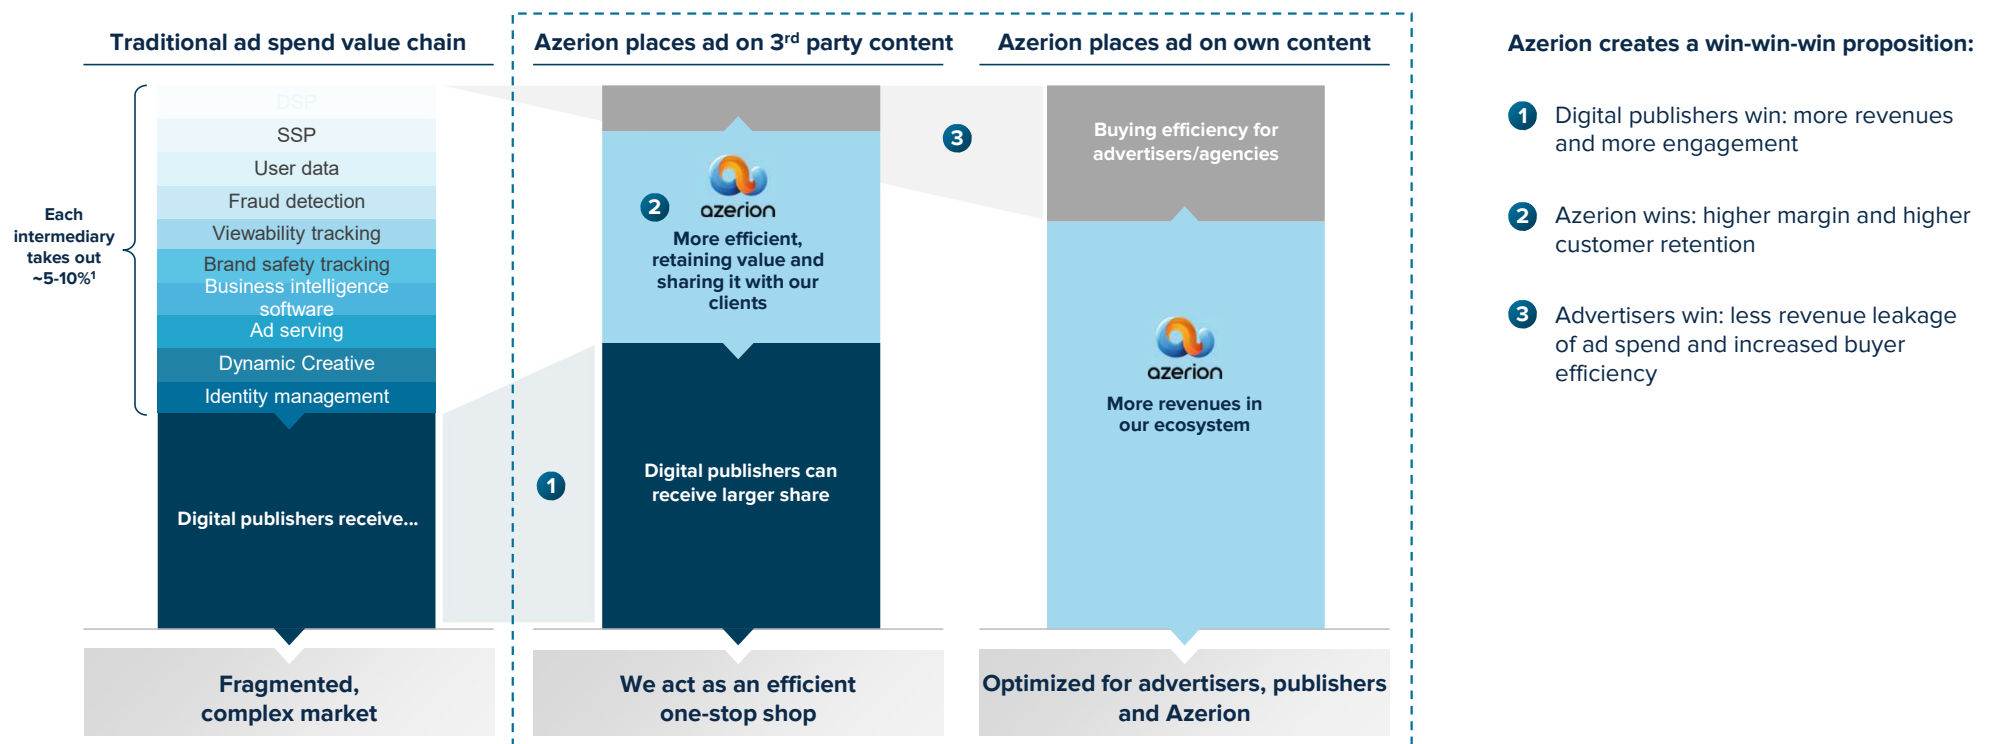 Traditional ad spend value chain
Azerion places ad on 3rd party content
Azerion places ad on own content
Each
intermediary
takes out
~5-10%¹
DSP
SSP
User data
Fraud detection
Viewability tracking
Brand safety tracking
Business intelligence
software
Ad serving
Dynamic Creative
Identity management
Digital publishers receive...
Fragmented,
complex market
1
2
azerion
More efficient,
retaining value and
sharing it with our
clients
Digital publishers can
receive larger share
We act as an efficient
one-stop shop
3
Buying efficiency for
advertisers/agencies
azerion
More revenues in
our ecosystem
Optimized for advertisers, publishers
and Azerion
Azerion creates a win-win-win proposition:
1 Digital publishers win: more revenues
and more engagement
2 Azerion wins: higher margin and higher
customer retention
3 Advertisers win: less revenue leakage
of ad spend and increased buyer
efficiency